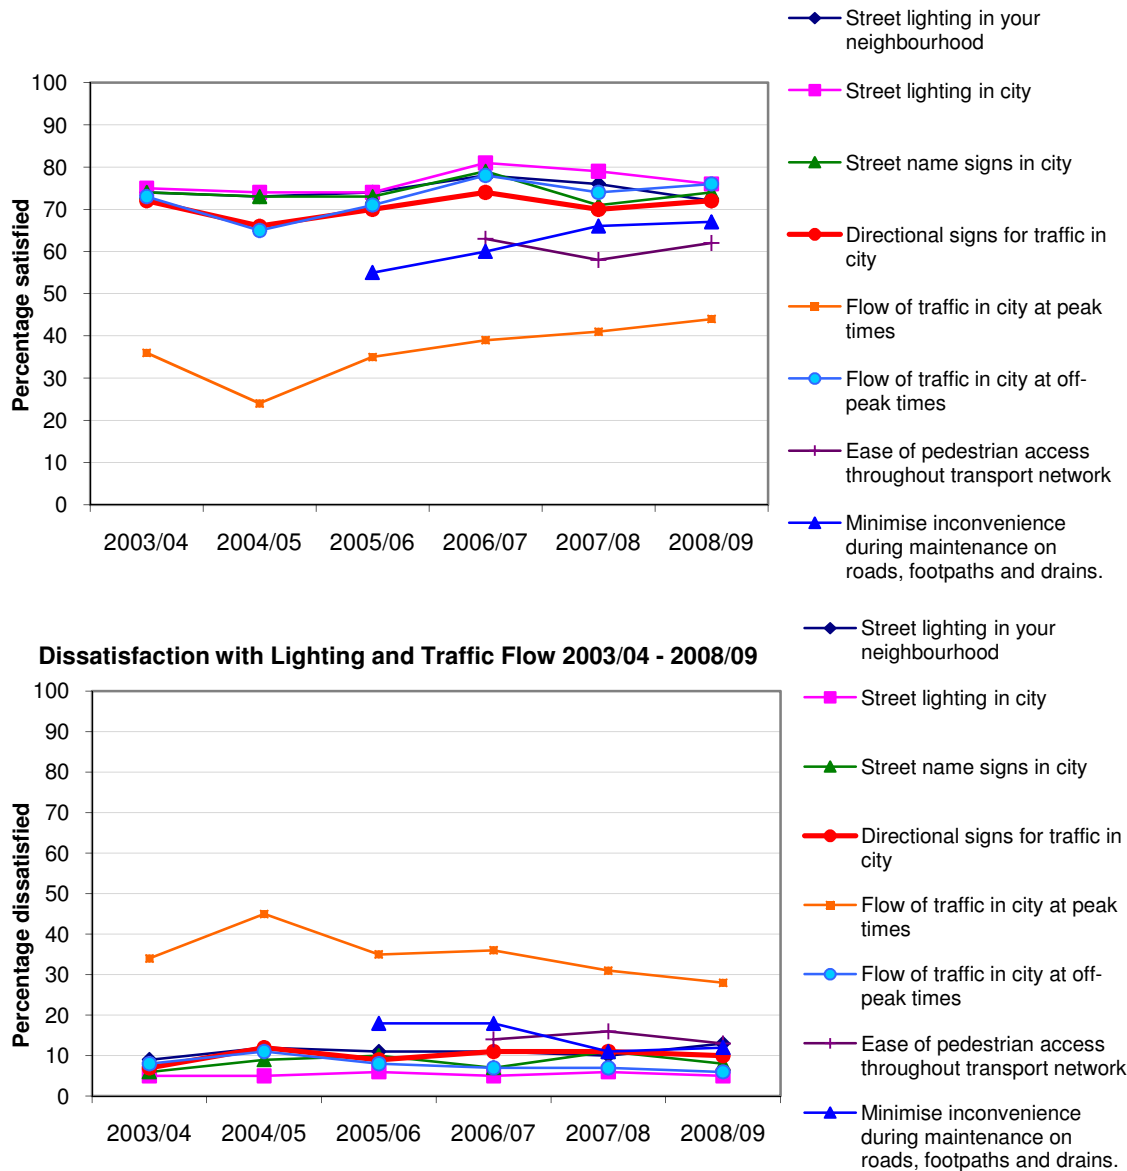 Street lighting in your
neighbourhood
Street lighting in city
Street name signs in city
Directional signs for traffic in
city
Flow of traffic in city at peak
times
Flow of traffic in city at off-
peak times
Ease of pedestrian access
throughout transport network
Minimise inconvenience
during maintenance on
roads, footpaths and drains.
Percentage satisfied
100
90
80
70
60
50
40
30
20
10
0
2003/04 2004/05 2005/06 2006/07 2007/08 2008/09
Dissatisfaction with Lighting and Traffic Flow 2003/04 - 2008/09
Percentage dissatisfied
100
90
80
70
60
50
40
30
20
10
0
2003/04 2004/05 2005/06 2006/07 2007/08 2008/09
Street lighting in your
neighbourhood
Street lighting in city
Street name signs in city
Directional signs for traffic in
city
Flow of traffic in city at peak
times
Flow of traffic in city at off-
peak times
Ease of pedestrian access
throughout transport network
Minimise inconvenience
during maintenance on
roads, footpaths and drains.